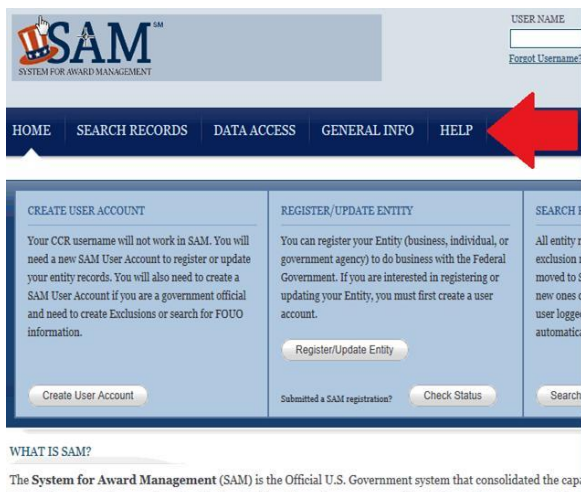 USAM SM
SYSTEM FOR AWARD MANAGEMENT
USER NAME
Forgot Username?
HOME SEARCH RECORDS DATA ACCESS GENERAL INFO HELP
CREATE USER ACCOUNT
Your CCR username will not work in SAM. You will
need a new SAM User Account to register or update
your entity records. You will also need to create a
SAM User Account if you are a government official
and need to create Exclusions or search for FOUO
information.
Create User Account
REGISTER/UPDATE ENTITY
You can register your Entity (business, individual, or
government agency) to do business with the Federal
Government. If you are interested in registering or
updating your Entity, you must first create a user
account.
Register/Update Entity
Submitted a SAM registration? Check Status
SEARCH
All entity
exclusion
moved to
new ones
user logge
automatica
Search
WHAT IS SAM?
The System for Award Management (SAM) is the Official U.S. Government system that consolidated the capa